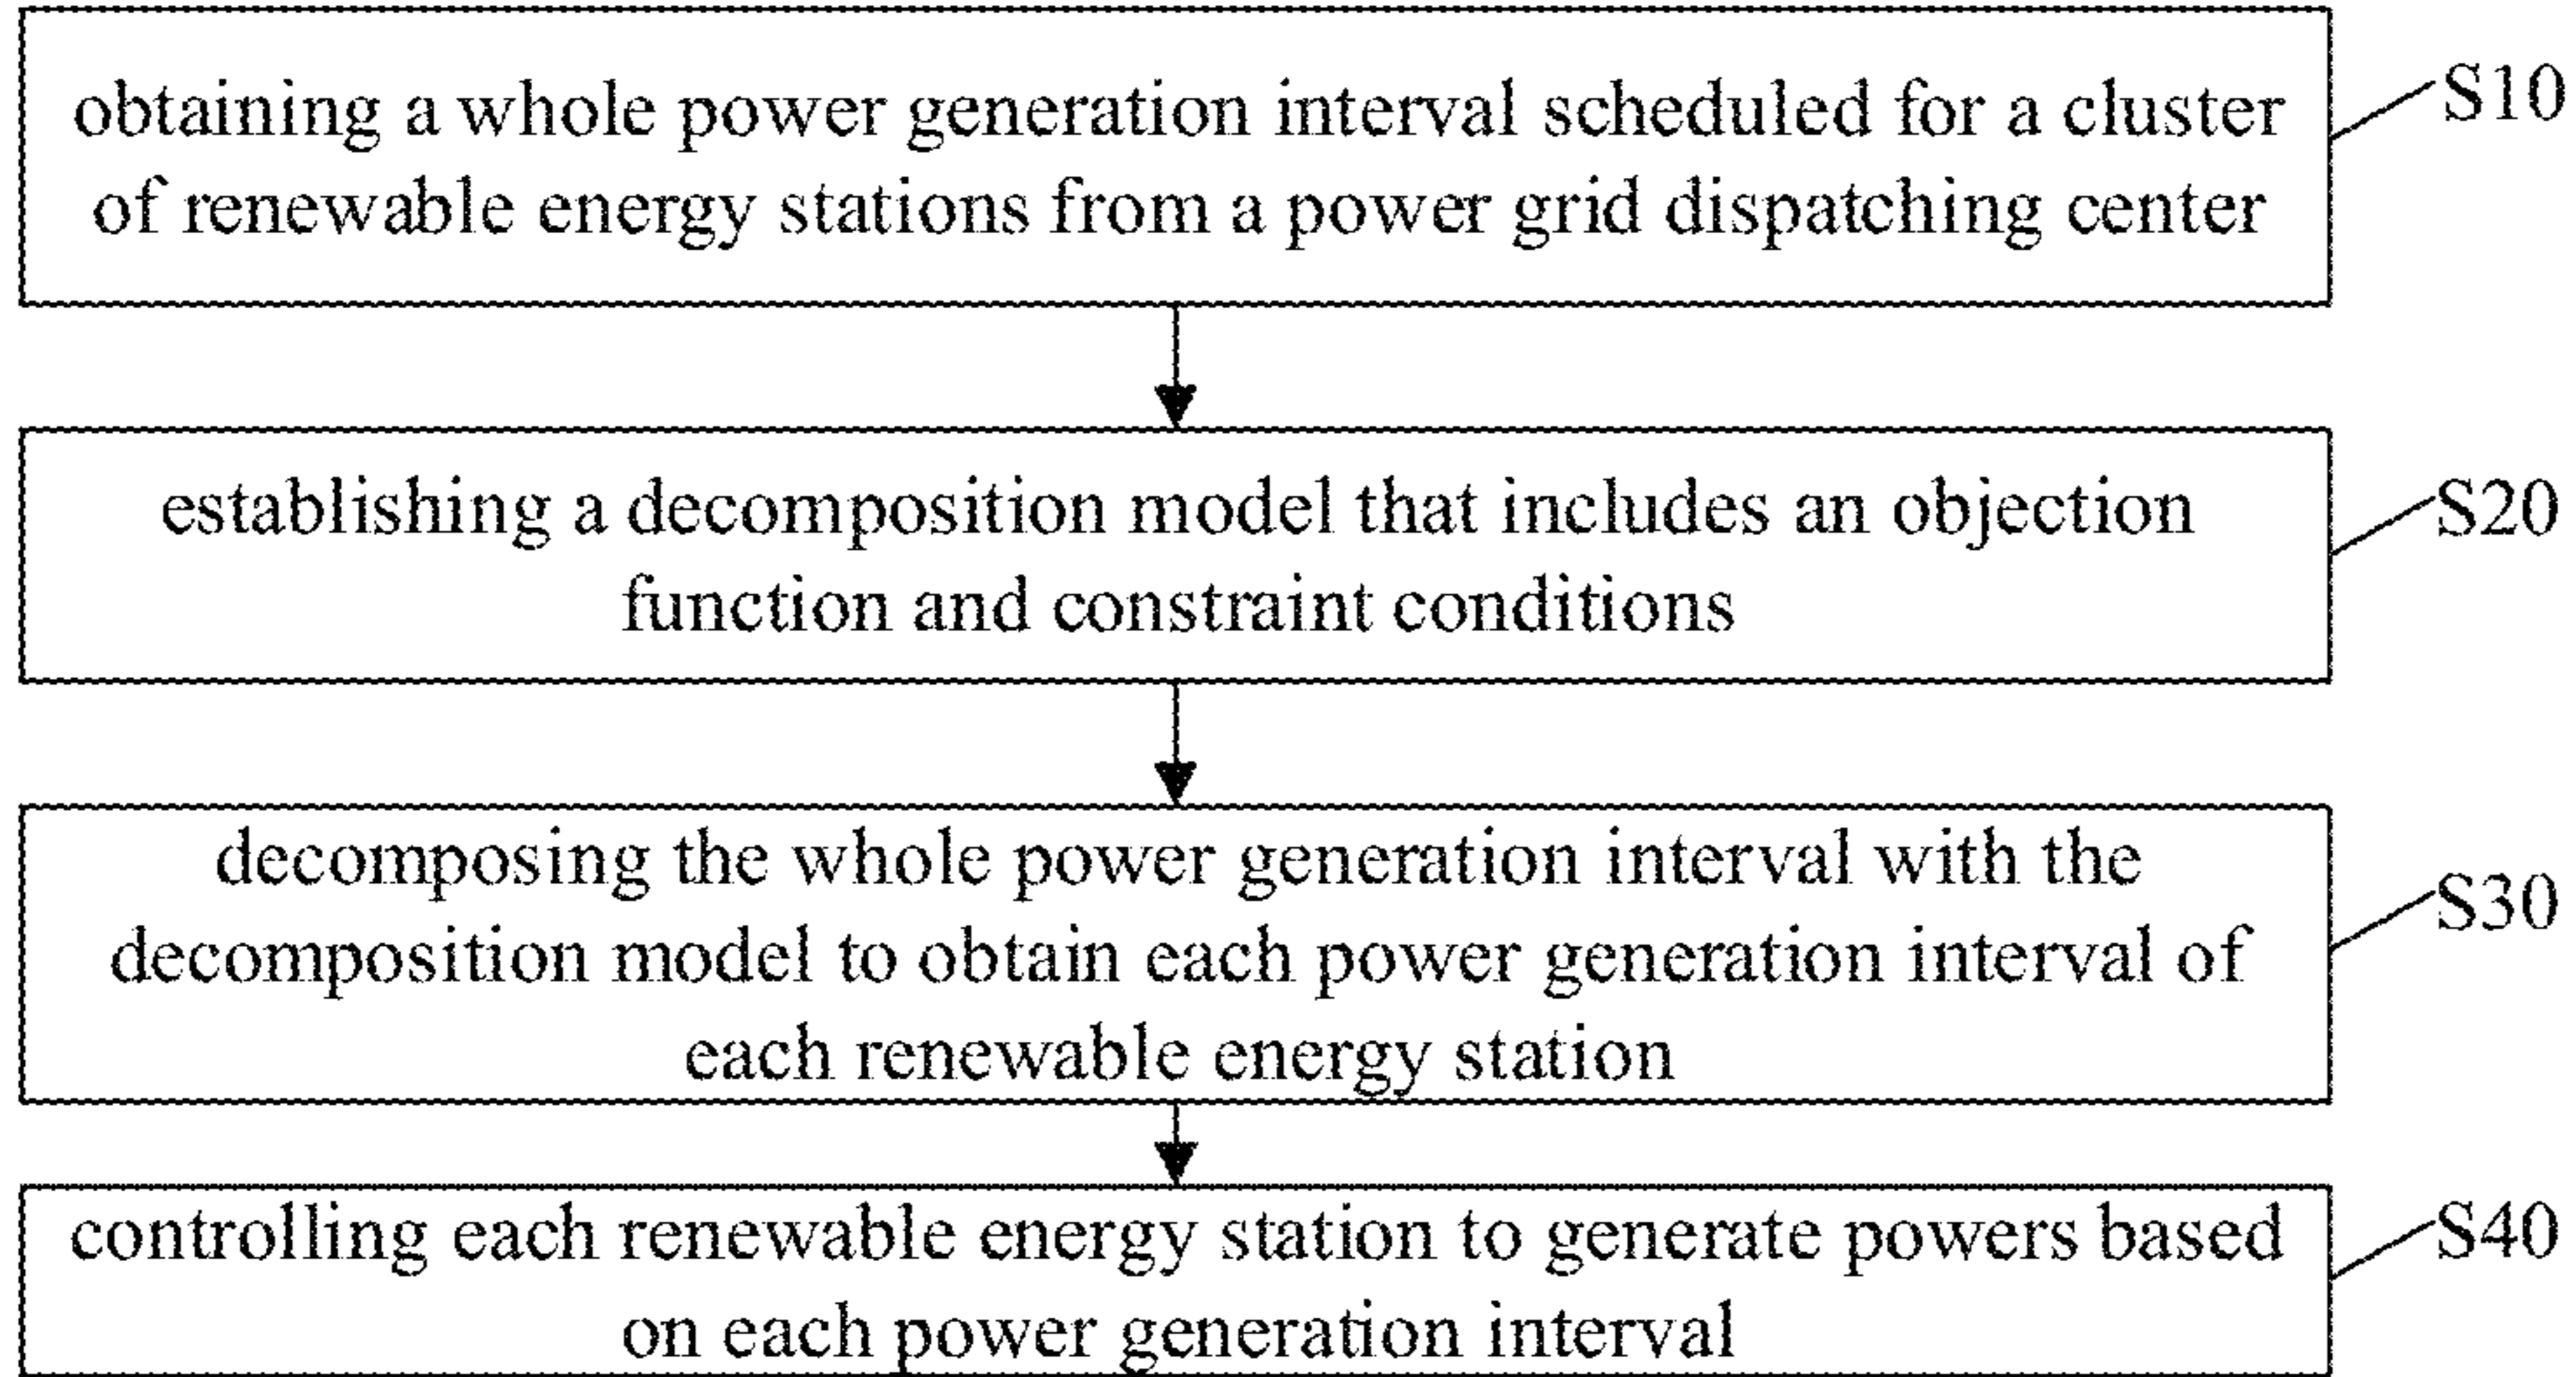 obtaining a whole power generation interval scheduled for a cluster
of renewable energy stations from a power grid dispatching center
S10
establishing a decomposition model that includes an objection
function and constraint conditions
S20
decomposing the whole power generation interval with the
decomposition model to obtain each power generation interval of
each renewable energy station
S30
controlling each renewable energy station to generate powers based
on each power generation interval
S40